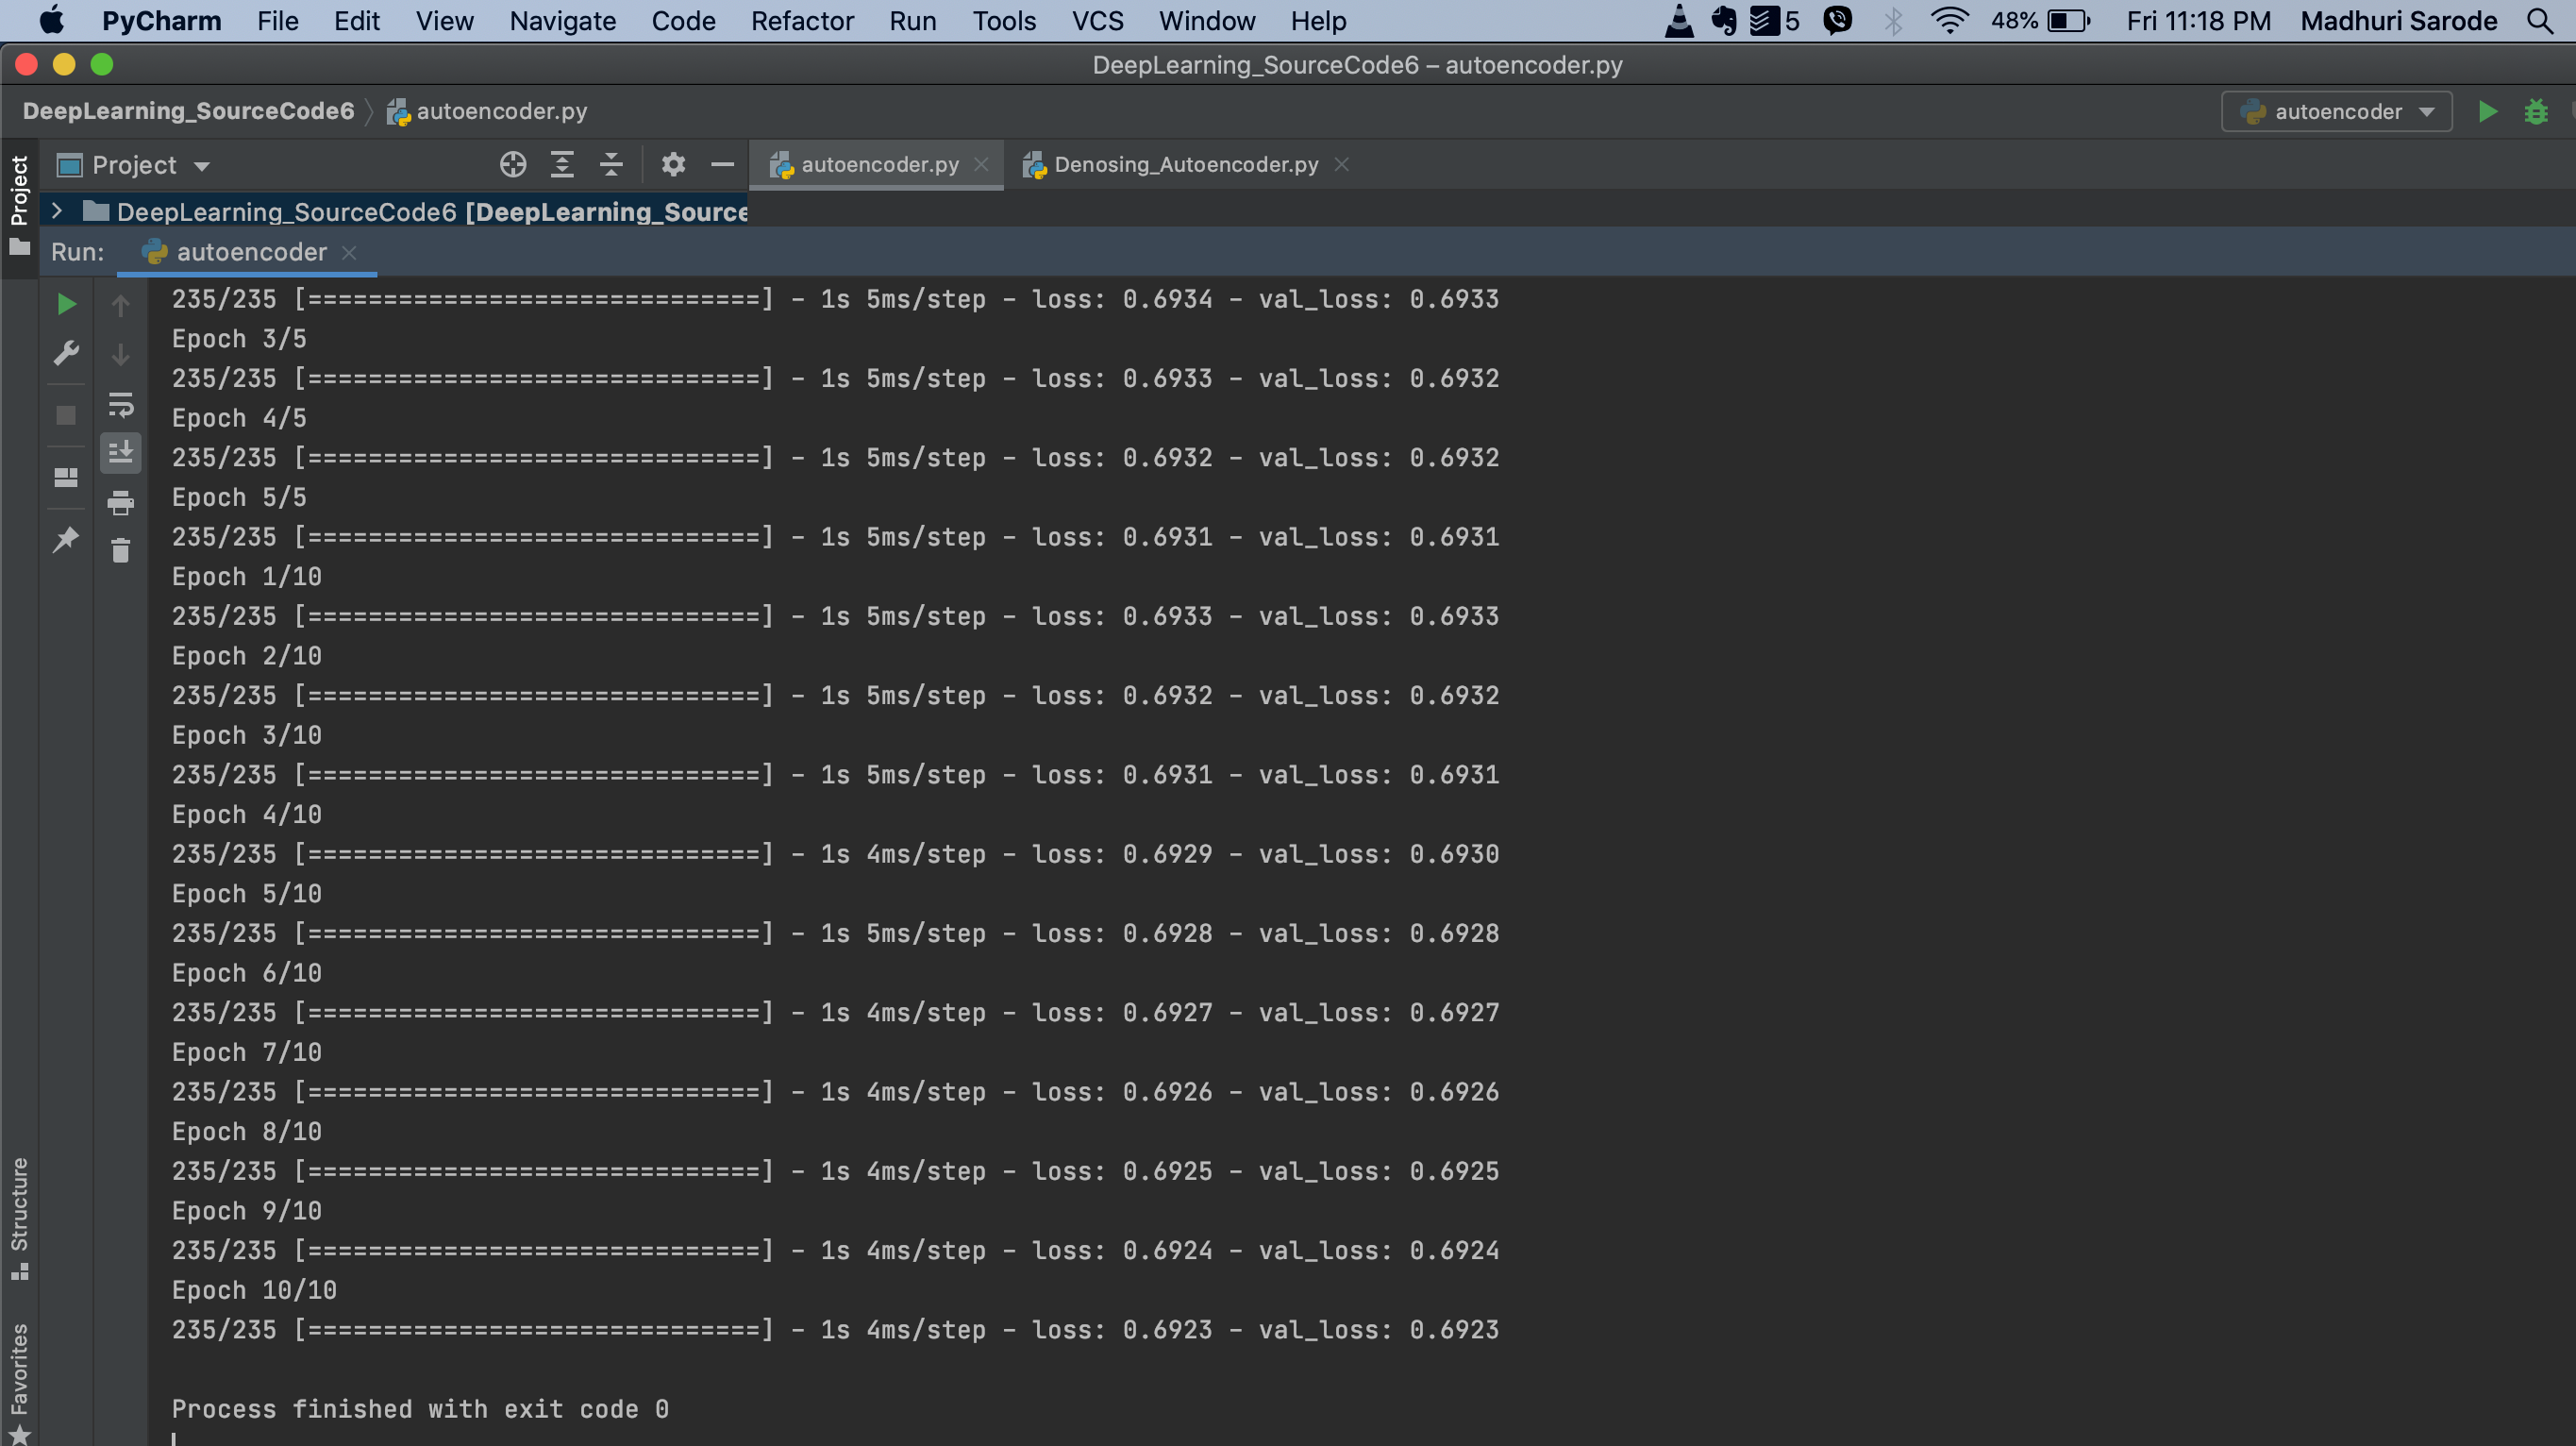 PyCharm File Edit View Navigate Code Refactor Run Tools VCS Window Help 5 48% Fri 11:18 PM Madhuri Sarode
DeepLearning_SourceCode6 – autoencoder.py
DeepLearning_SourceCode6 autoencoder.py autoencoder
Project
Project autoencoder.py Denosing_Autoencoder.py
DeepLearning_SourceCode6 [DeepLearning_Source
Run: autoencoder
235/235 [==============================] - 1s 5ms/step - loss: 0.6934 - val_loss: 0.6933
Epoch 3/5
235/235 [==============================] - 1s 5ms/step - loss: 0.6933 - val_loss: 0.6932
Epoch 4/5
235/235 [==============================] - 1s 5ms/step - loss: 0.6932 - val_loss: 0.6932
Epoch 5/5
235/235 [==============================] - 1s 5ms/step - loss: 0.6931 - val_loss: 0.6931
Epoch 1/10
235/235 [==============================] - 1s 5ms/step - loss: 0.6933 - val_loss: 0.6933
Epoch 2/10
235/235 [==============================] - 1s 5ms/step - loss: 0.6932 - val_loss: 0.6932
Epoch 3/10
235/235 [==============================] - 1s 5ms/step - loss: 0.6931 - val_loss: 0.6931
Epoch 4/10
235/235 [==============================] - 1s 4ms/step - loss: 0.6929 - val_loss: 0.6930
Epoch 5/10
235/235 [==============================] - 1s 5ms/step - loss: 0.6928 - val_loss: 0.6928
Epoch 6/10
235/235 [==============================] - 1s 4ms/step - loss: 0.6927 - val_loss: 0.6927
Epoch 7/10
235/235 [==============================] - 1s 4ms/step - loss: 0.6926 - val_loss: 0.6926
Epoch 8/10
235/235 [==============================] - 1s 4ms/step - loss: 0.6925 - val_loss: 0.6925
Epoch 9/10
235/235 [==============================] - 1s 4ms/step - loss: 0.6924 - val_loss: 0.6924
Epoch 10/10
235/235 [==============================] - 1s 4ms/step - loss: 0.6923 - val_loss: 0.6923
Process finished with exit code 0
Structure
Favorites